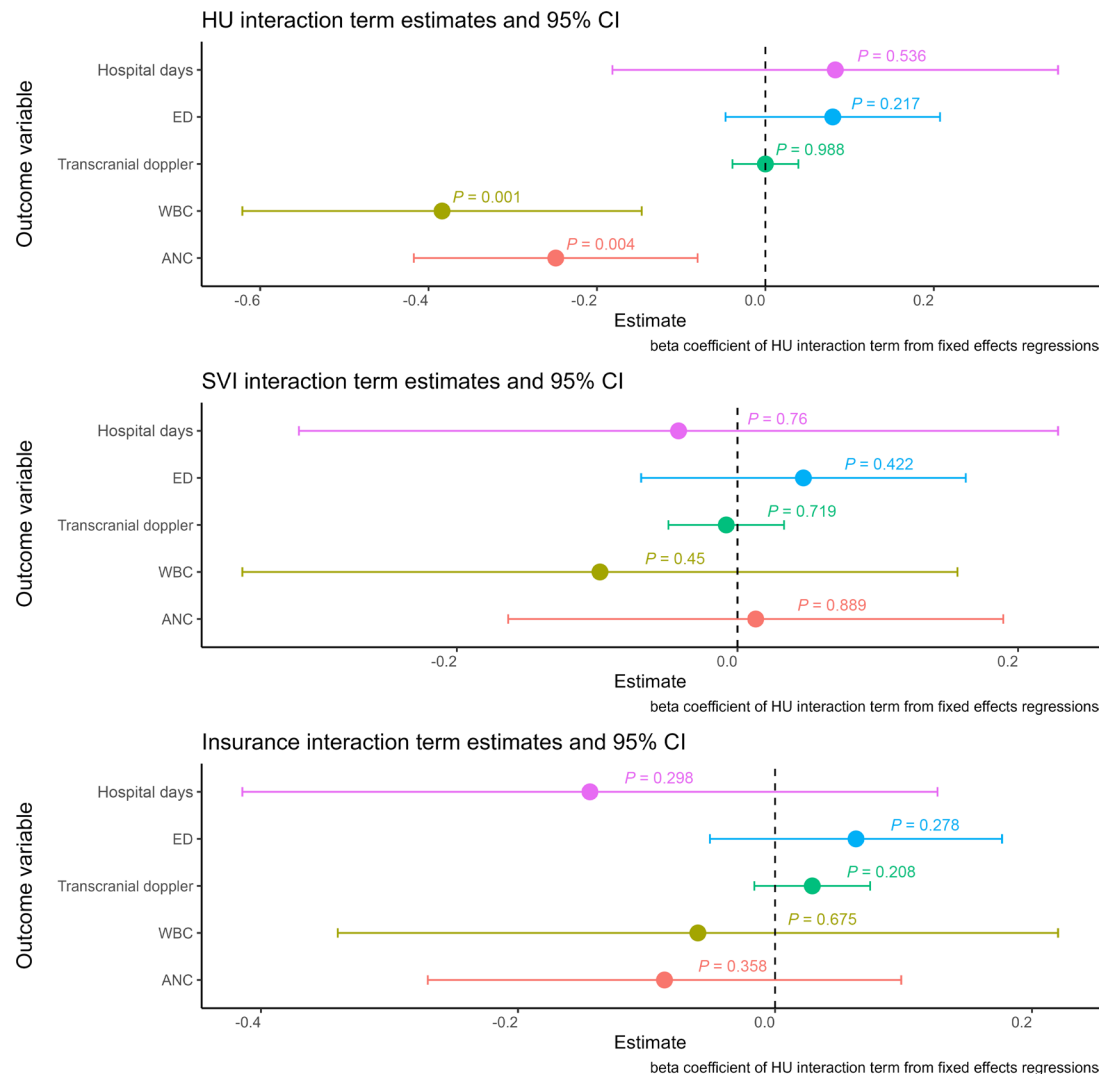 HU interaction term estimates and 95% CI
Outcome variable
Hospital days
P = 0.536
ED
P = 0.217
Transcranial doppler
P = 0.988
WBC
P = 0.001
ANC
P = 0.004
-0.6 -0.4 -0.2 0.0 0.2
Estimate
beta coefficient of HU interaction term from fixed effects regressions
SVI interaction term estimates and 95% CI
Outcome variable
Hospital days
P = 0.76
ED
P = 0.422
Transcranial doppler
P = 0.719
WBC
P = 0.45
ANC
P = 0.889
-0.2 0.0 0.2
Estimate
beta coefficient of HU interaction term from fixed effects regressions
Insurance interaction term estimates and 95% CI
Outcome variable
Hospital days
P = 0.298
ED
P = 0.278
Transcranial doppler
P = 0.208
WBC
P = 0.675
ANC
P = 0.358
-0.4 -0.2 0.0 0.2
Estimate
beta coefficient of HU interaction term from fixed effects regressions